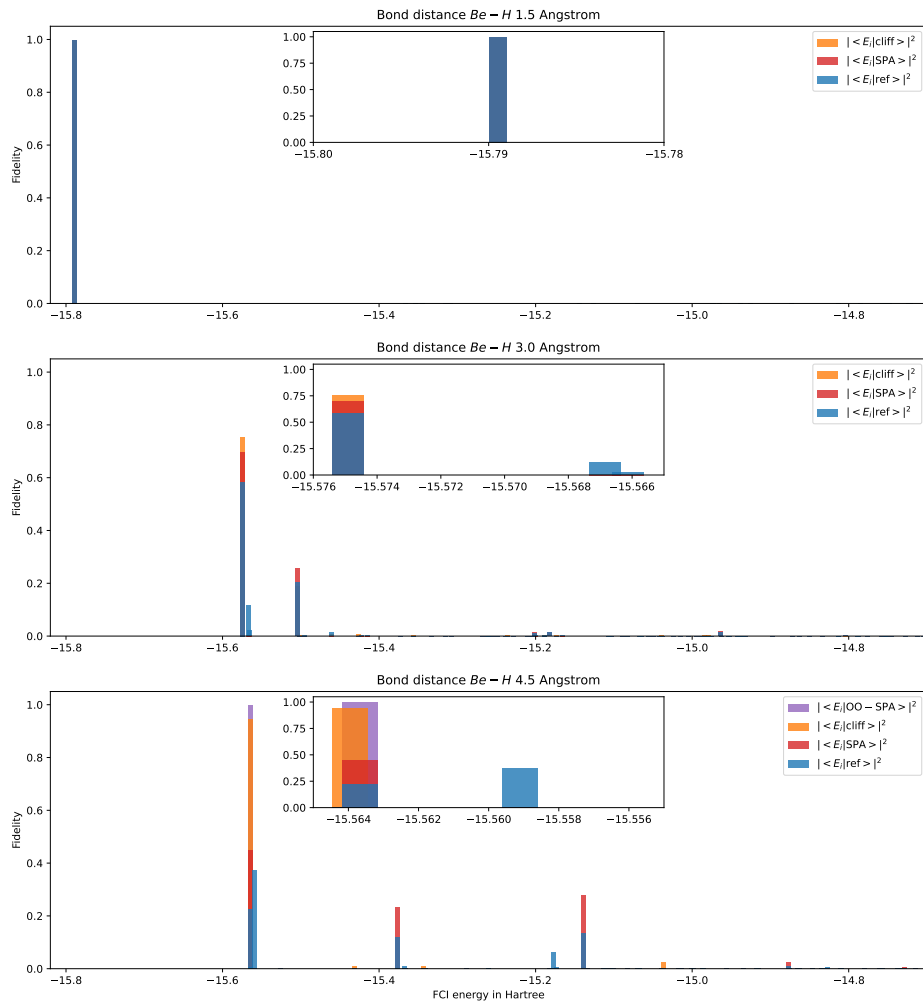 Bond distance Be − H 1.5 Angstrom
1.0
0.8
0.6
0.4
0.2
0.0
Fidelity
1.00
0.75
0.50
0.25
0.00
−15.80 −15.79 −15.78
|<E_i|cliff>|²
|<E_i|SPA>|²
|<E_i|ref>|²
−15.8 −15.6 −15.4 −15.2 −15.0 −14.8
Bond distance Be − H 3.0 Angstrom
1.0
0.8
0.6
0.4
0.2
0.0
Fidelity
1.00
0.75
0.50
0.25
0.00
−15.576 −15.574 −15.572 −15.570 −15.568 −15.566
|<E_i|cliff>|²
|<E_i|SPA>|²
|<E_i|ref>|²
−15.8 −15.6 −15.4 −15.2 −15.0 −14.8
Bond distance Be − H 4.5 Angstrom
1.0
0.8
0.6
0.4
0.2
0.0
Fidelity
1.00
0.75
0.50
0.25
0.00
−15.564 −15.562 −15.560 −15.558 −15.556
|<E_i|OO − SPA>|²
|<E_i|cliff>|²
|<E_i|SPA>|²
|<E_i|ref>|²
−15.8 −15.6 −15.4 −15.2 −15.0 −14.8
FCI energy in Hartree